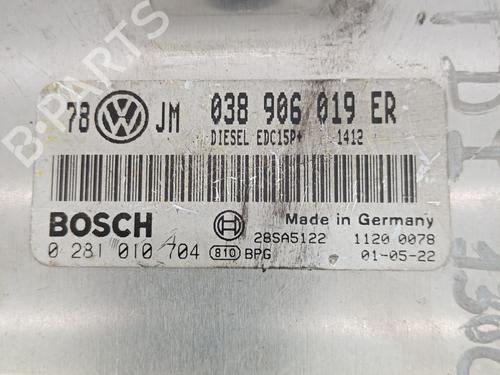 B-PARTS
78 VW JM 038 906 019 ER
DIESEL EDC15P+ 1412
BOSCH
Made in Germany
28SA5122 1120 0078
0 281 010 704 810 BPG 01-05-22